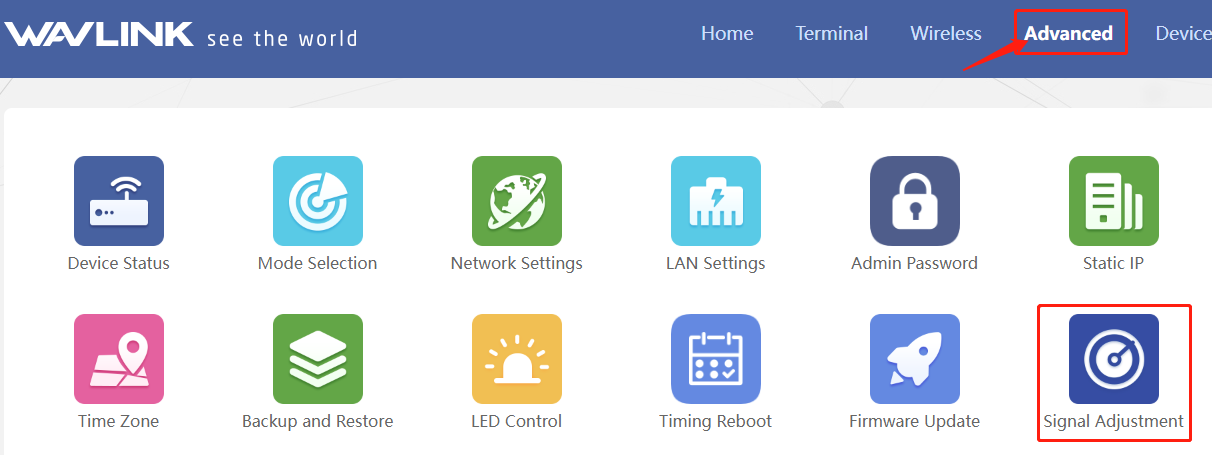 WAVLINK see the world
Home Terminal Wireless Advanced Device
Device Status Mode Selection Network Settings LAN Settings Admin Password Static IP
Time Zone Backup and Restore LED Control Timing Reboot Firmware Update Signal Adjustment